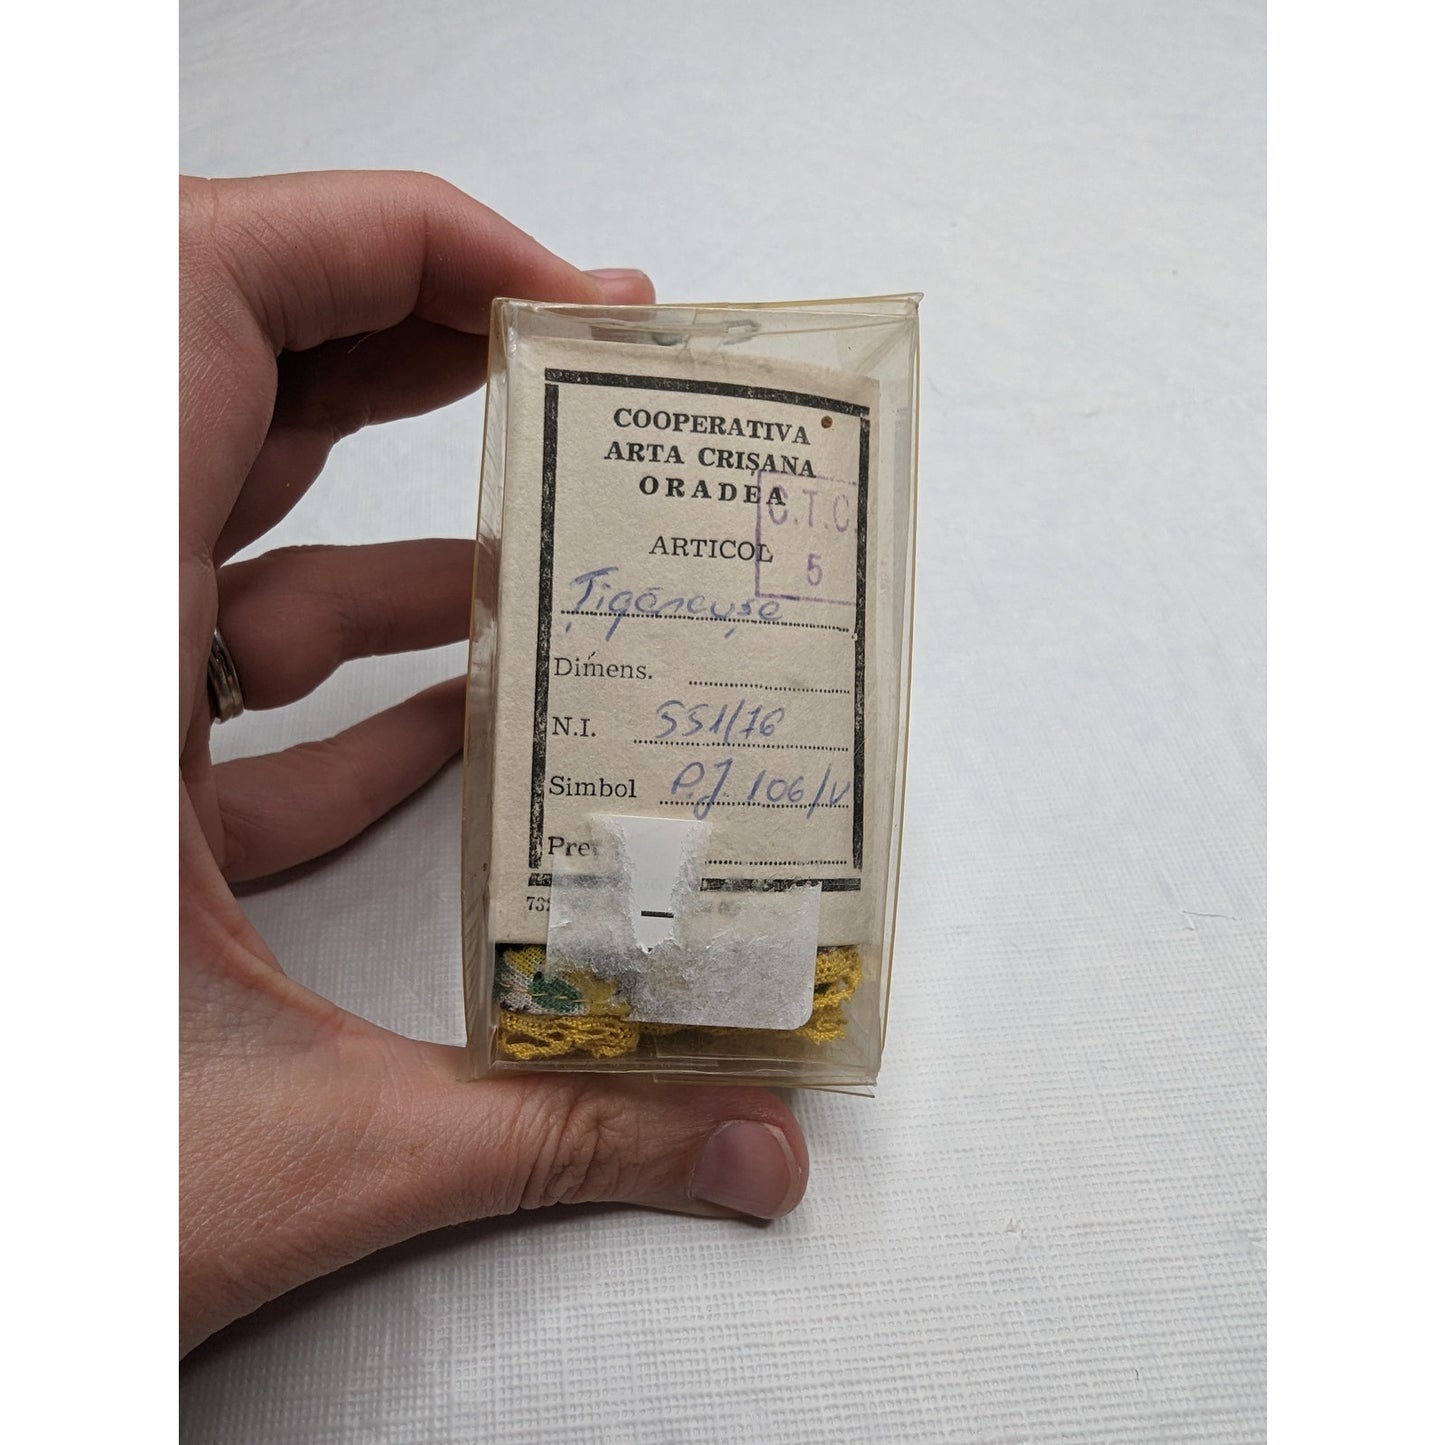 COOPERATIVA
ARTA CRIȘANA
ORADEA
C.T.C.
5
ARTICOL
Țigăncușe
Dimens.
N.I. 551/76
Simbol P.J 106/V